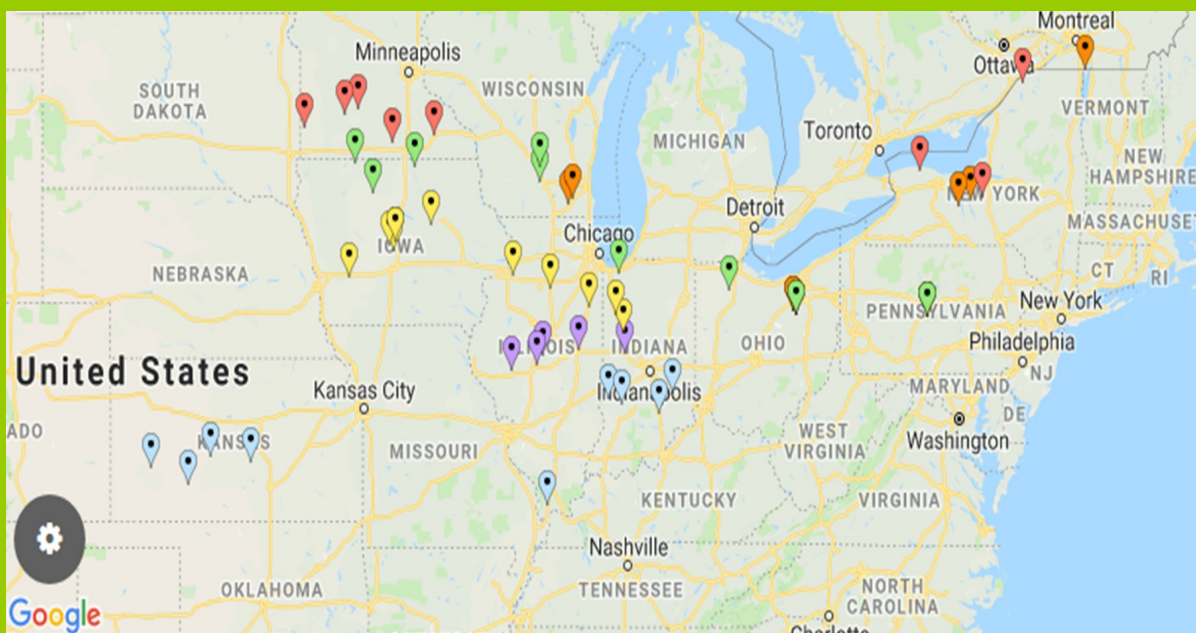 Montreal
Ottawa
Minneapolis
SOUTH
DAKOTA
WISCONSIN
VERMONT
MICHIGAN
Toronto
NEW
HAMPSHIRE
NEW YORK
Detroit
MASSACHUSE
Chicago
IOWA
NEBRASKA
CT
RI
PENNSYLVANIA
New York
ILLINOIS
INDIANA
OHIO
Philadelphia
United States
NJ
Kansas City
Indianapolis
MARYLAND
DE
ADO
KANSAS
MISSOURI
WEST
VIRGINIA
Washington
KENTUCKY
VIRGINIA
Nashville
OKLAHOMA
TENNESSEE
NORTH
CAROLINA
Google
Charlotte